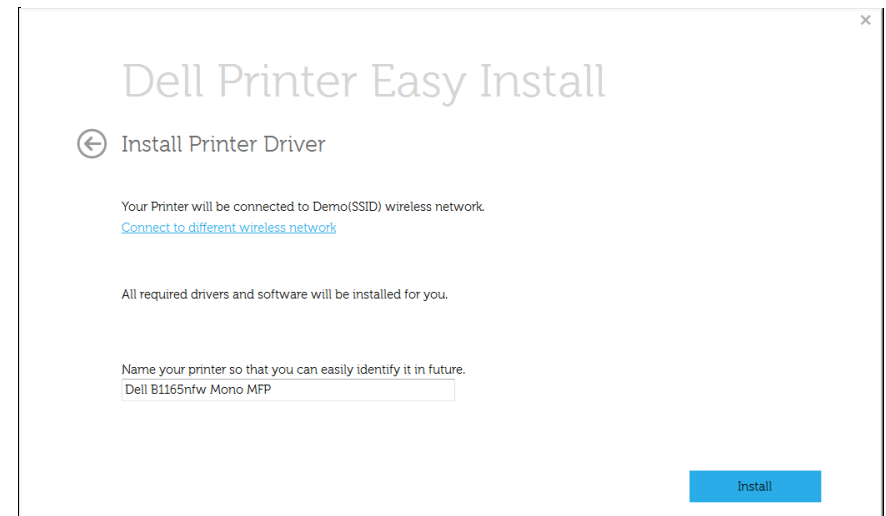 Dell Printer Easy Install
Install Printer Driver
Your Printer will be connected to Demo(SSID) wireless network.
Connect to different wireless network
All required drivers and software will be installed for you.
Name your printer so that you can easily identify it in future.
Dell B1165nfw Mono MFP
Install